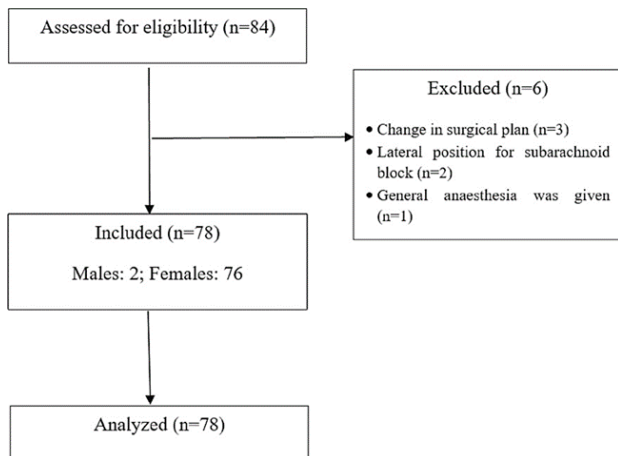 Assessed for eligibility (n=84)
Excluded (n=6)
• Change in surgical plan (n=3)
• Lateral position for subarachnoid
block (n=2)
• General anaesthesia was given
(n=1)
Included (n=78)
Males: 2; Females: 76
Analyzed (n=78)